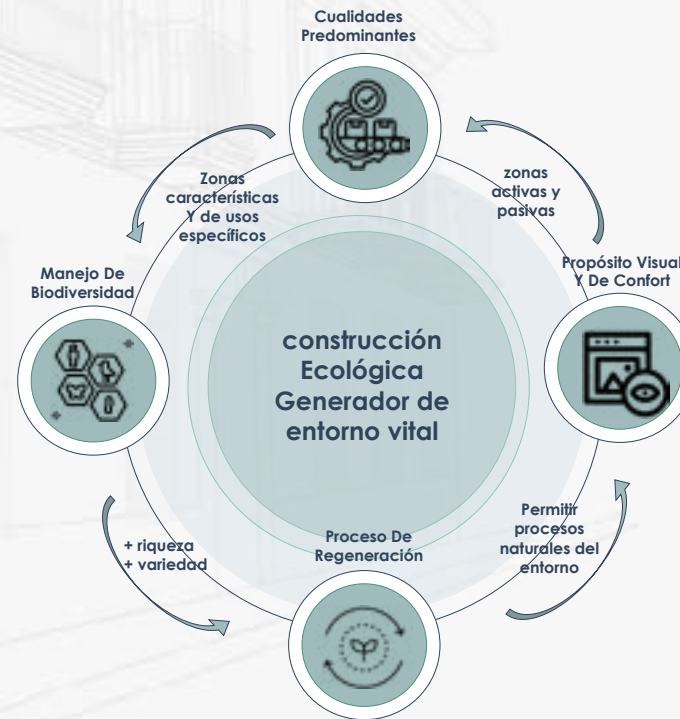 Cualidades
Predominantes
Zonas
características
Y de usos
específicos
zonas
activas y
pasivas
Manejo De
Biodiversidad
Propósito Visual
Y De Confort
construcción
Ecológica
Generador de
entorno vital
+ riqueza
+ variedad
Proceso De
Regeneración
Permitir
procesos
naturales del
entorno